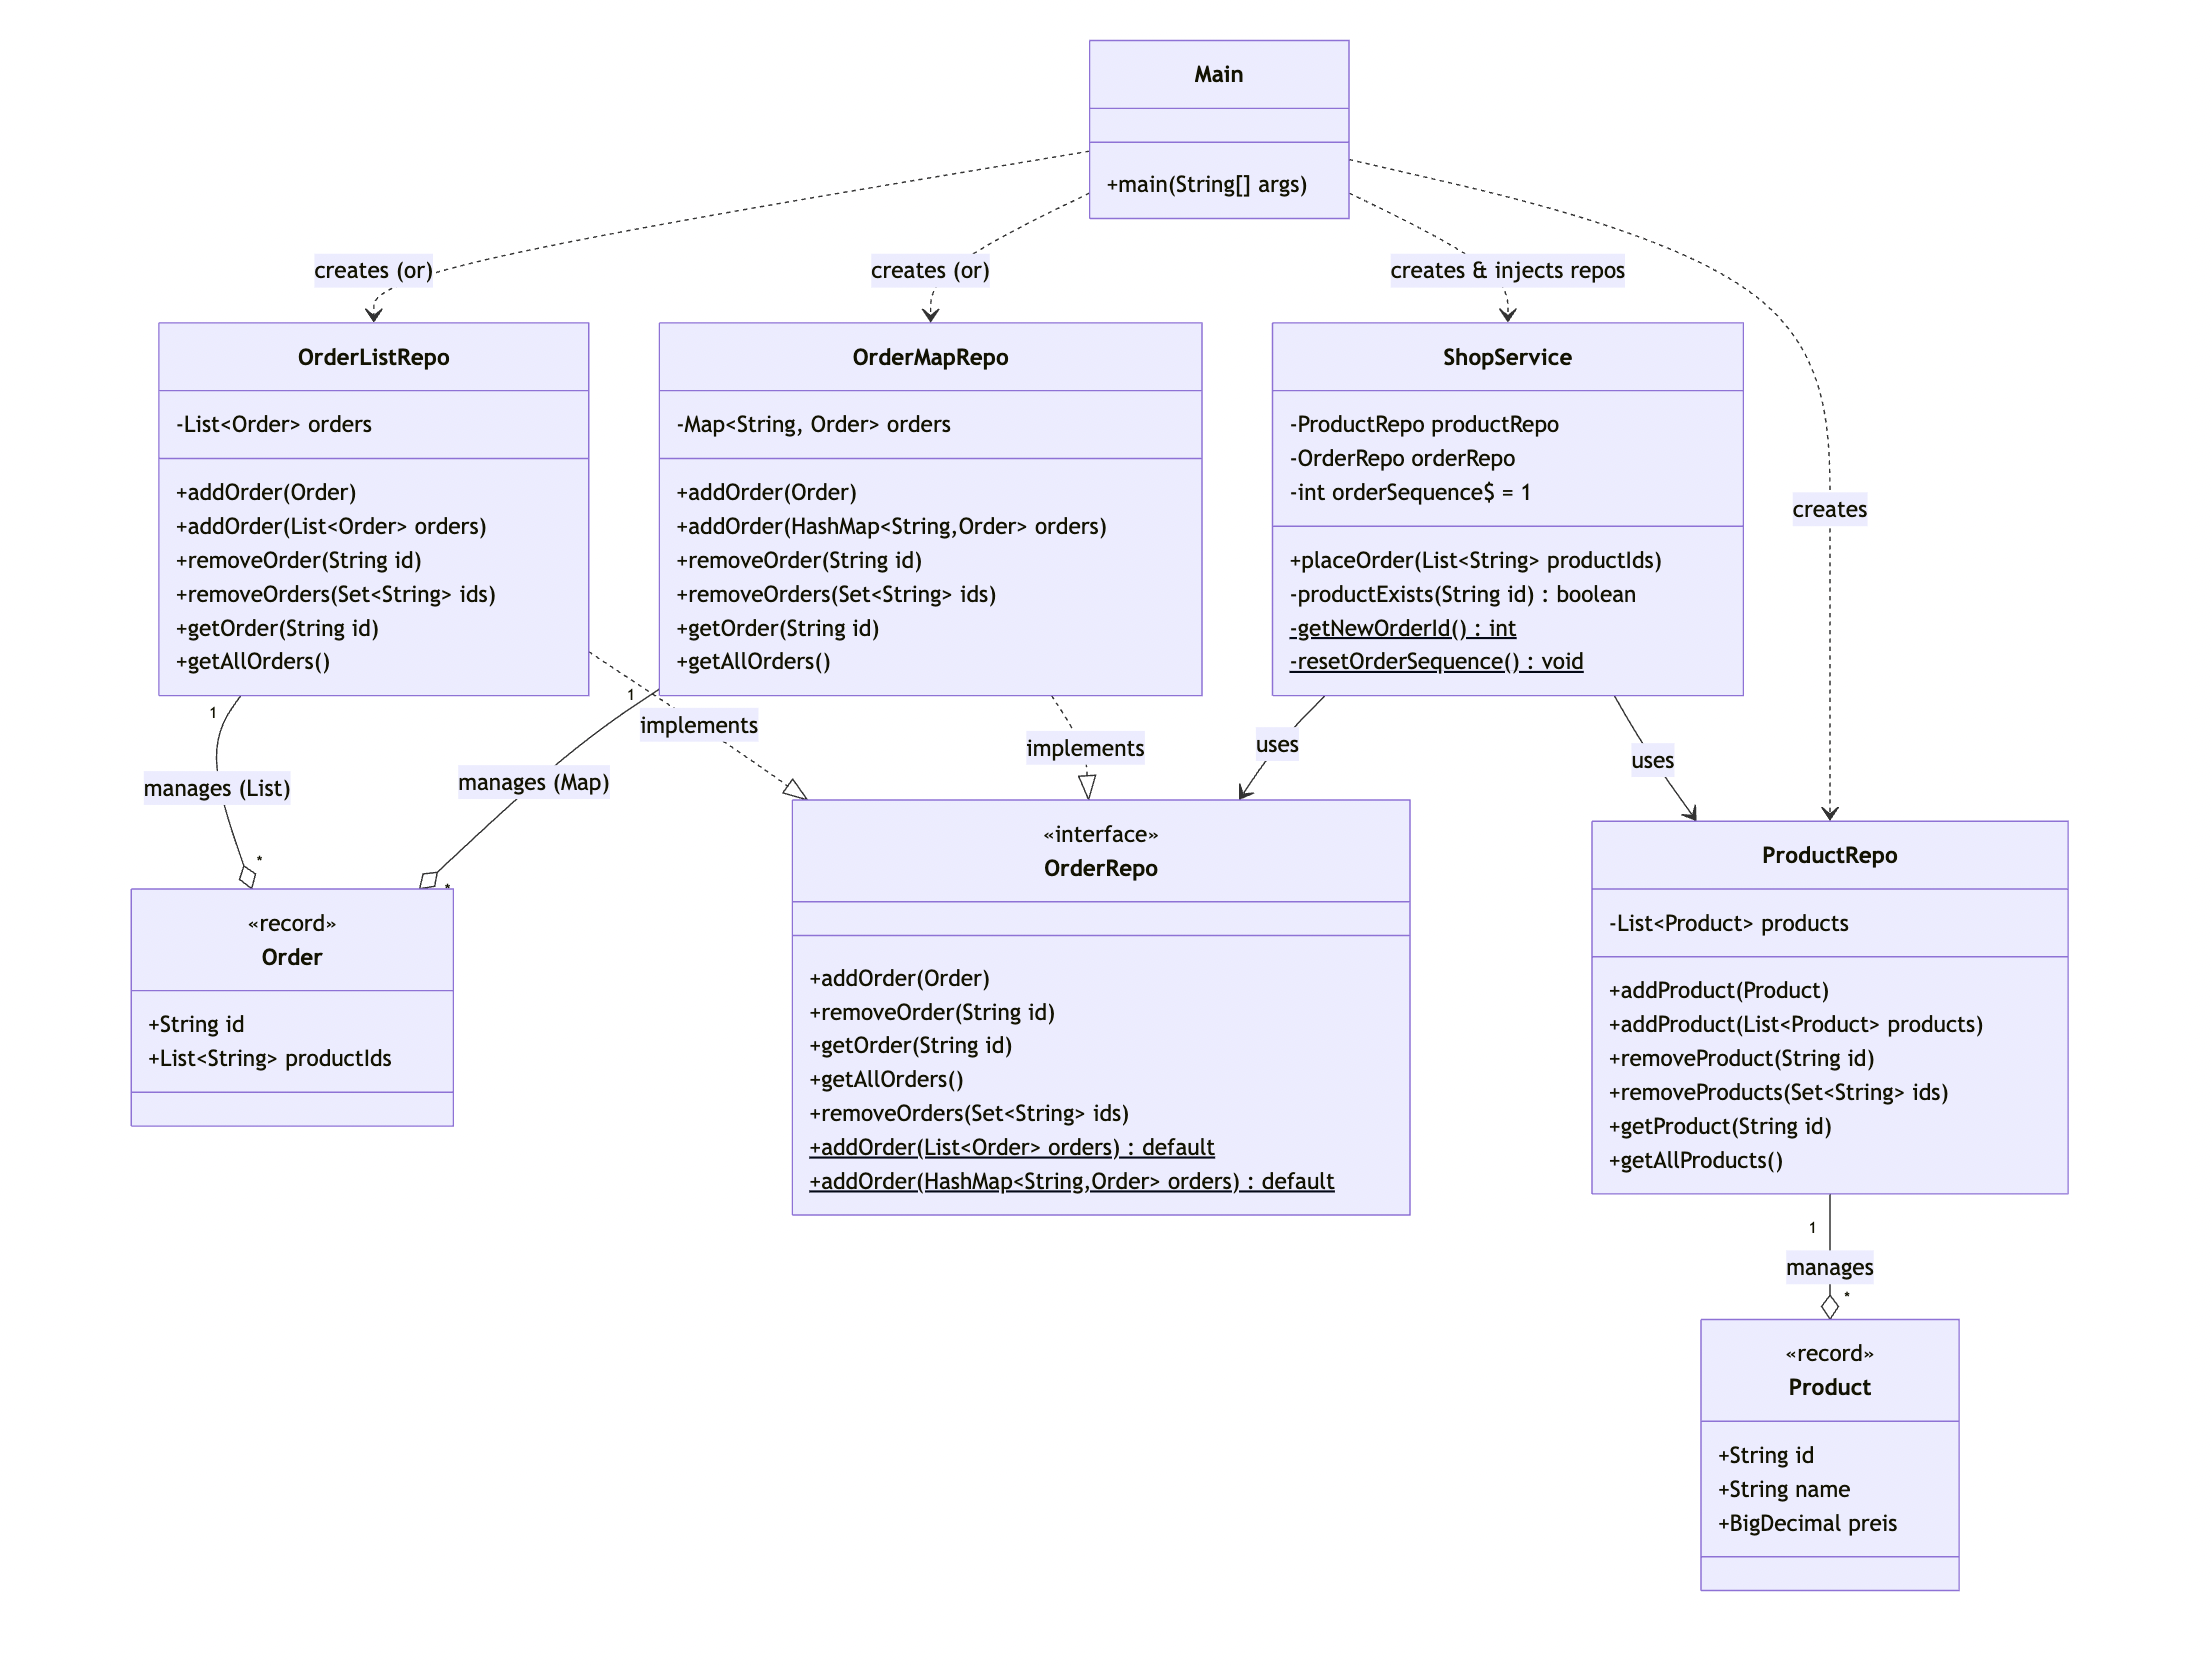 Main
+main(String[] args)
creates (or)
creates (or)
creates & injects repos
creates
OrderListRepo
-List<Order> orders
+addOrder(Order)
+addOrder(List<Order> orders)
+removeOrder(String id)
+removeOrders(Set<String> ids)
+getOrder(String id)
+getAllOrders()
OrderMapRepo
-Map<String, Order> orders
+addOrder(Order)
+addOrder(HashMap<String,Order> orders)
+removeOrder(String id)
+removeOrders(Set<String> ids)
+getOrder(String id)
+getAllOrders()
ShopService
-ProductRepo productRepo
-OrderRepo orderRepo
-int orderSequence$ = 1
+placeOrder(List<String> productIds)
-productExists(String id) : boolean
-getNewOrderId() : int
-resetOrderSequence() : void
1
manages (List)
*
1
manages (Map)
*
implements
implements
uses
uses
«record»
Order
+String id
+List<String> productIds
«interface»
OrderRepo
+addOrder(Order)
+removeOrder(String id)
+getOrder(String id)
+getAllOrders()
+removeOrders(Set<String> ids)
+addOrder(List<Order> orders) : default
+addOrder(HashMap<String,Order> orders) : default
ProductRepo
-List<Product> products
+addProduct(Product)
+addProduct(List<Product> products)
+removeProduct(String id)
+removeProducts(Set<String> ids)
+getProduct(String id)
+getAllProducts()
1
manages
*
«record»
Product
+String id
+String name
+BigDecimal preis